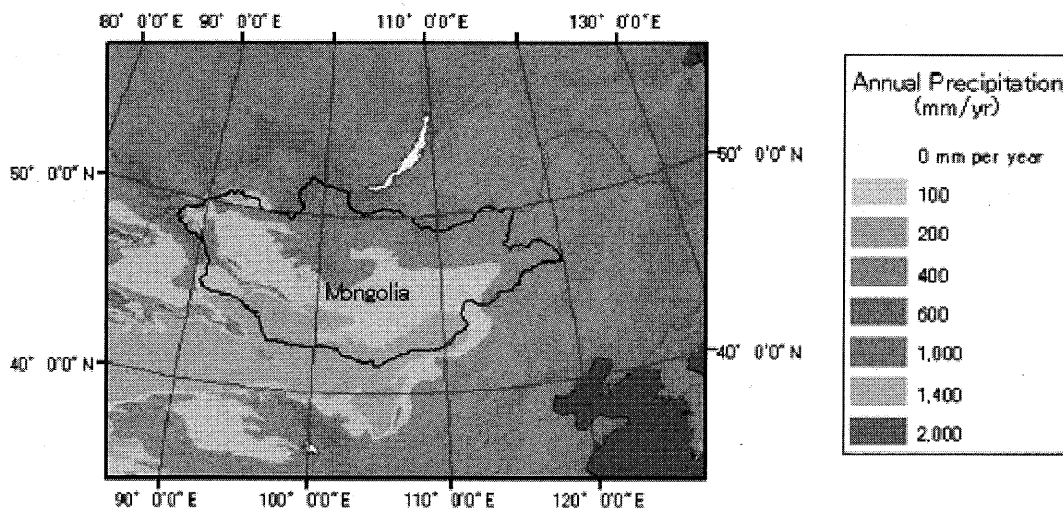 80° 0'0"E 90° 0'0"E 110° 0'0"E 130° 0'0"E
50° 0'0"N
50° 0'0"N
Mongolia
40° 0'0"N
40° 0'0"N
90° 0'0"E 100° 0'0"E 110° 0'0"E 120° 0'0"E
Annual Precipitation
(mm/yr)
0 mm per year
100
200
400
600
1,000
1,400
2,000